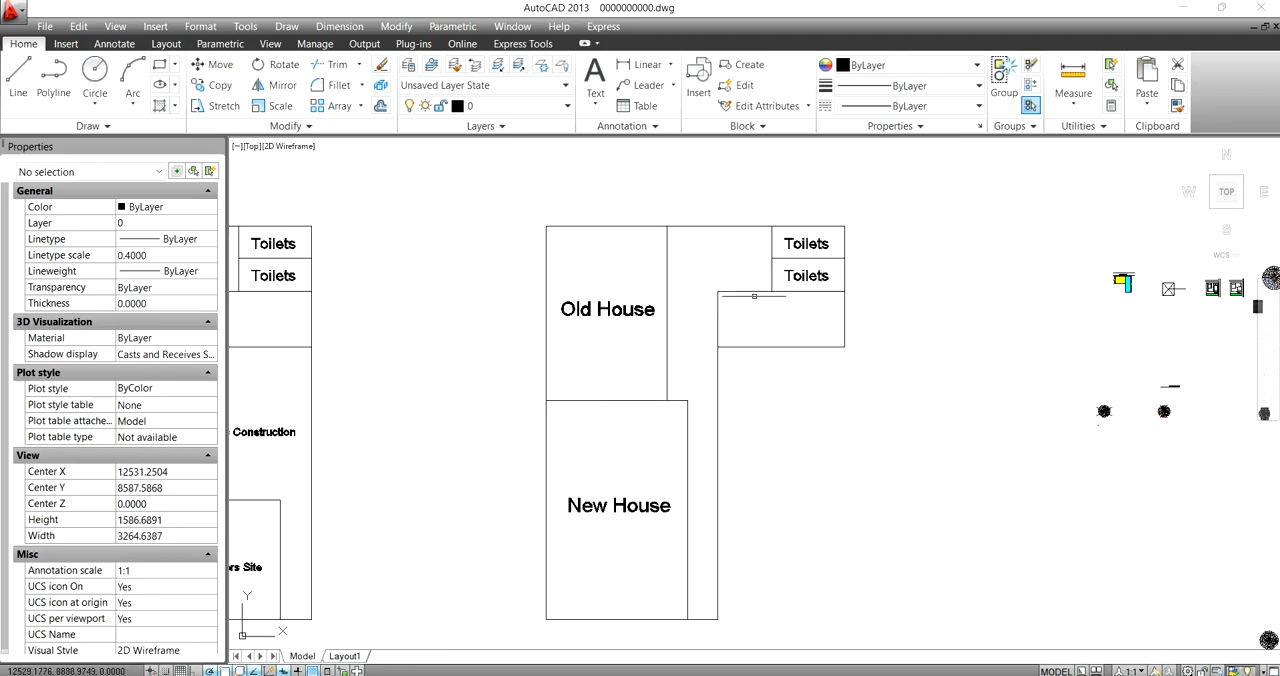 AutoCAD 2013 0000000000.dwg
File Edit View Insert Format Tools Draw Dimension Modify Parametric Window Help Express
Home Insert Annotate Layout Parametric View Manage Output Plug-ins Online Express Tools
Line Polyline Circle Arc
Move Rotate Trim
Copy Mirror Fillet
Stretch Scale Array
Unsaved Layer State
0
Text
Linear
Leader
Table
Insert
Create
Edit
Edit Attributes
ByLayer
ByLayer
ByLayer
Group
Measure
Paste
Draw Modify Layers Annotation Block Properties Groups Utilities Clipboard
Properties
No selection
General
Color ByLayer
Layer 0
Linetype ByLayer
Linetype scale 0.4000
Lineweight ByLayer
Transparency ByLayer
Thickness 0.0000
3D Visualization
Material ByLayer
Shadow display Casts and Receives S...
Plot style
Plot style ByColor
Plot style table None
Plot table attache... Model
Plot table type Not available
View
Center X 12531.2504
Center Y 8587.5868
Center Z 0.0000
Height 1586.6891
Width 3264.6387
Misc
Annotation scale 1:1
UCS icon On Yes
UCS icon at origin Yes
UCS per viewport Yes
UCS Name
Visual Style 2D Wireframe
[−][Top][2D Wireframe]
Toilets
Toilets
Construction
rs Site
Y
X
Old House
New House
Toilets
Toilets
N
W TOP E
S
WCS
Model Layout1
12529.1776, 8888.9749, 0.0000
MODEL 1:1